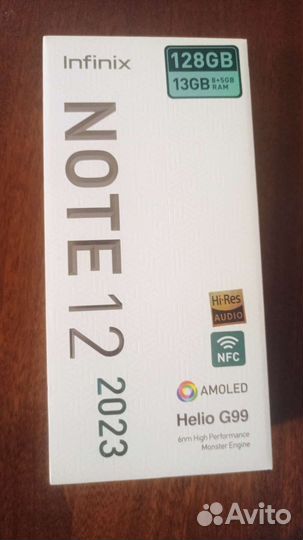 Infinix
128GB
13GB 8+5GB RAM
NOTE 12 2023
Hi-Res
AUDIO
NFC
AMOLED
Helio G99
6nm High Performance
Monster Engine
Avito